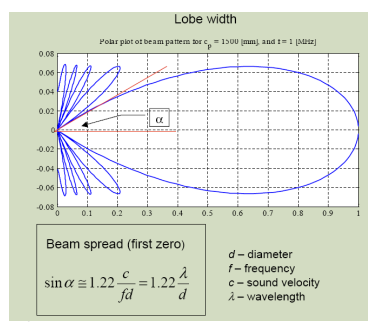 Lobe width
Polar plot of beam pattern for c_p = 1500 [mm], and f = 1 [MHz]
0.08
0.06
0.04
0.02
0
-0.02
-0.04
-0.06
-0.08
α
0 0.1 0.2 0.3 0.4 0.5 0.6 0.7 0.8 0.9 1
Beam spread (first zero)
sin α ≅ 1.22 c/fd = 1.22 λ/d
d – diameter
f – frequency
c – sound velocity
λ – wavelength